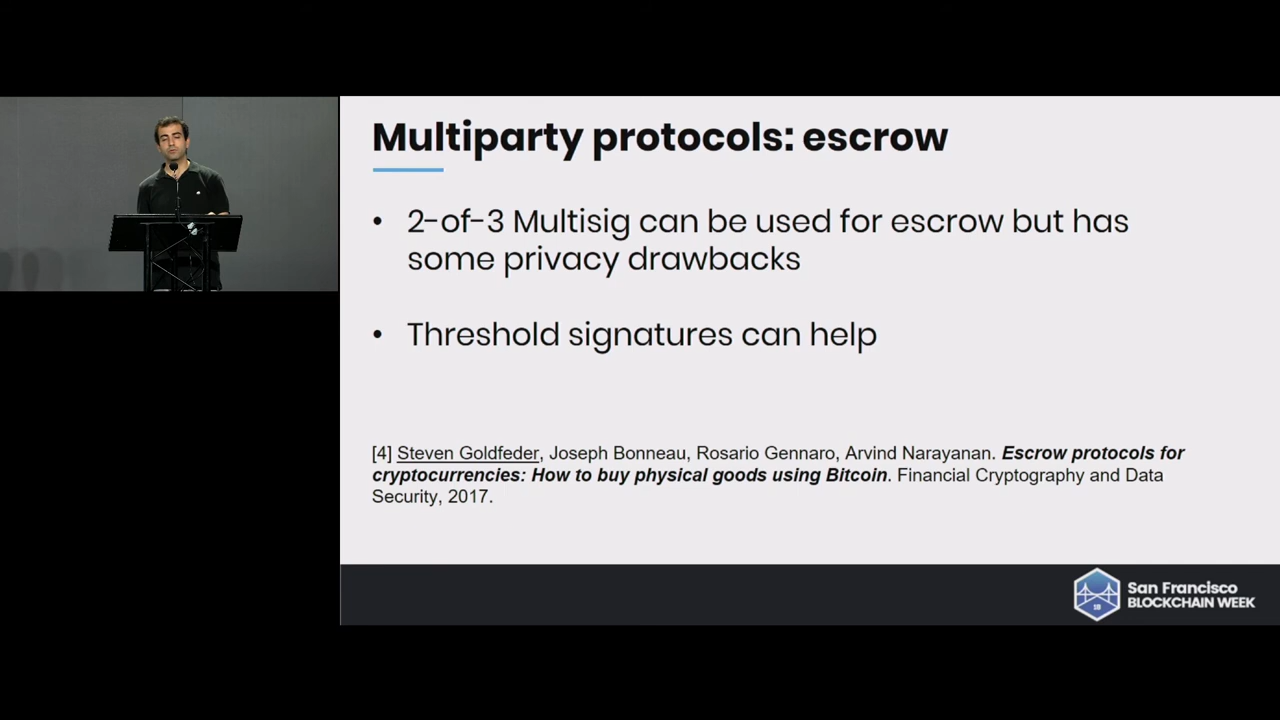 Multiparty protocols: escrow
• 2-of-3 Multisig can be used for escrow but has
some privacy drawbacks
• Threshold signatures can help
[4] Steven Goldfeder, Joseph Bonneau, Rosario Gennaro, Arvind Narayanan. Escrow protocols for
cryptocurrencies: How to buy physical goods using Bitcoin. Financial Cryptography and Data
Security, 2017.
18
San Francisco
BLOCKCHAIN WEEK